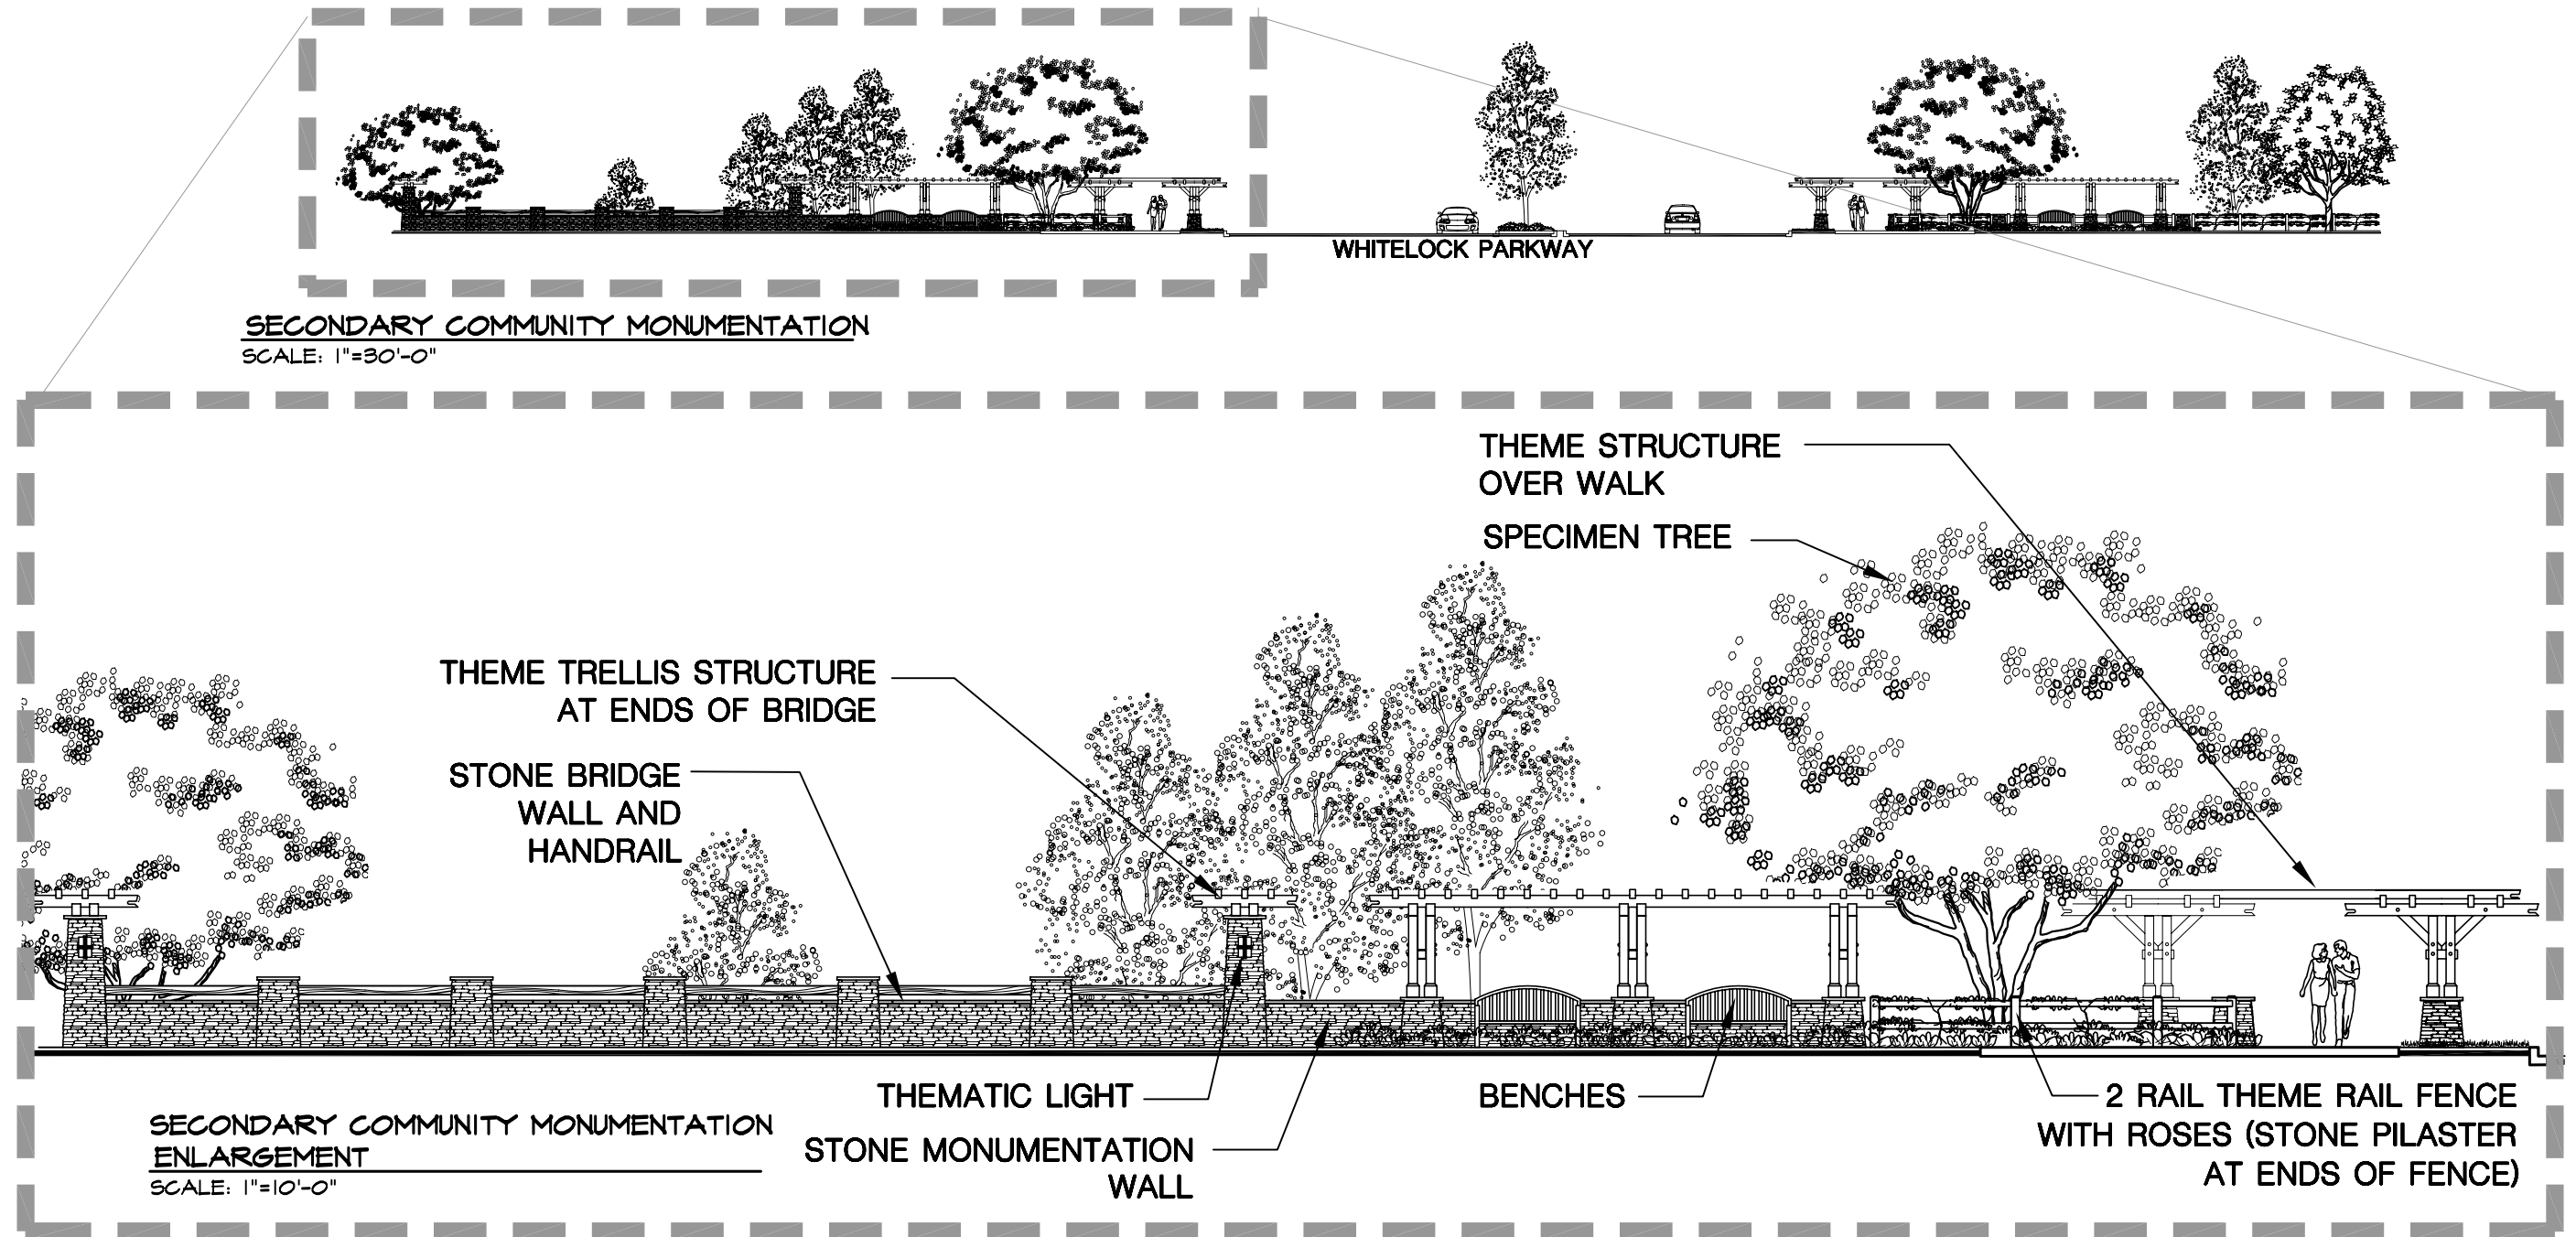 WHITELOCK PARKWAY
SECONDARY COMMUNITY MONUMENTATION
SCALE: 1"=30'-0"
THEME STRUCTURE
OVER WALK
SPECIMEN TREE
THEME TRELLIS STRUCTURE
AT ENDS OF BRIDGE
STONE BRIDGE
WALL AND
HANDRAIL
THEMATIC LIGHT
STONE MONUMENTATION
WALL
BENCHES
2 RAIL THEME RAIL FENCE
WITH ROSES (STONE PILASTER
AT ENDS OF FENCE)
SECONDARY COMMUNITY MONUMENTATION
ENLARGEMENT
SCALE: 1"=10'-0"